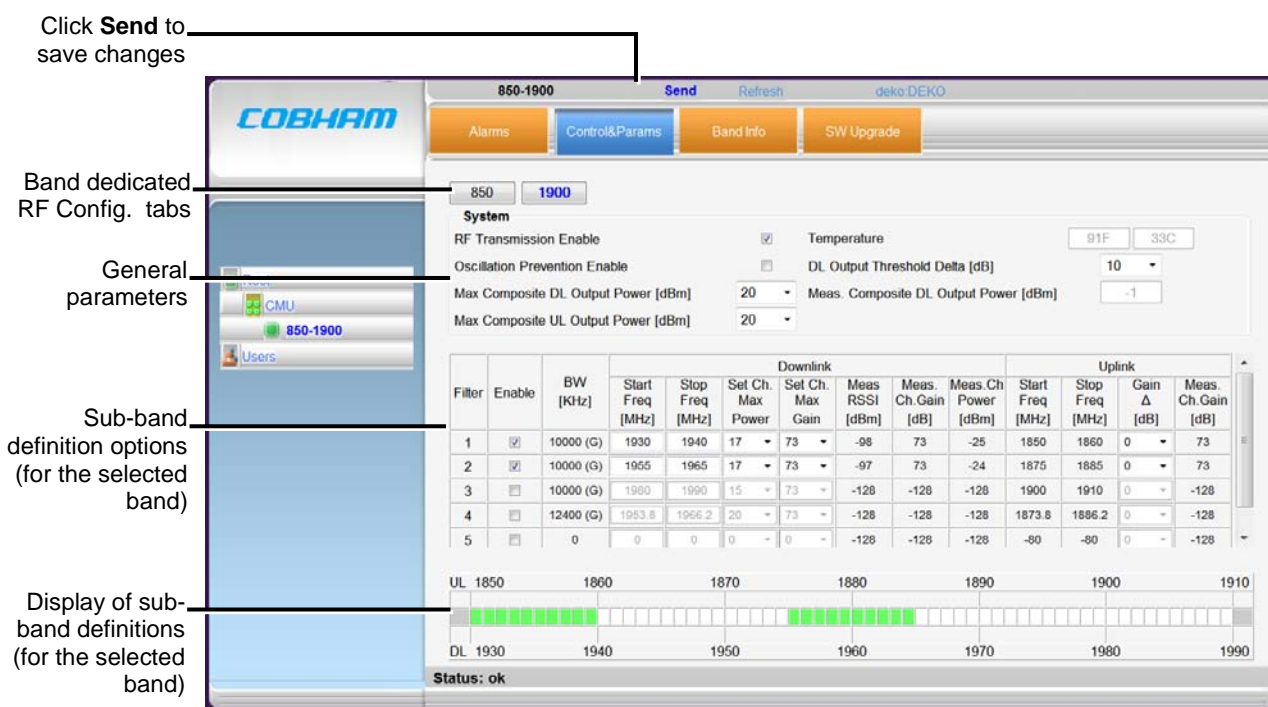 Click Send to
save changes
850-1900 Send Refresh deko:DEKO
COBHAM
Alarms Control&Params Band Info SW Upgrade
Band dedicated
RF Config. tabs
850 1900
System
RF Transmission Enable Temperature 91F 33C
Oscillation Prevention Enable DL Output Threshold Delta [dB] 10
General
parameters
Max Composite DL Output Power [dBm] 20 Meas. Composite DL Output Power [dBm] -1
Max Composite UL Output Power [dBm] 20
CMU
850-1900
Users
Sub-band
definition options
(for the selected
band)
Downlink Uplink
Filter Enable BW [KHz] Start Freq [MHz] Stop Freq [MHz] Set Ch. Max Power Set Ch. Max Gain Meas RSSI [dBm] Meas. Ch.Gain [dB] Meas.Ch Power [dBm] Start Freq [MHz] Stop Freq [MHz] Gain Δ [dB] Meas. Ch.Gain [dB]
1 10000 (G) 1930 1940 17 73 -98 73 -25 1850 1860 0 73
2 10000 (G) 1955 1965 17 73 -97 73 -24 1875 1885 0 73
3 10000 (G) 1980 1990 15 73 -128 -128 -128 1900 1910 0 -128
4 12400 (G) 1953.8 1966.2 20 73 -128 -128 -128 1873.8 1886.2 0 -128
5 0 0 0 0 0 -128 -128 -128 -80 -80 0 -128
Display of sub-
band definitions
(for the selected
band)
UL 1850 1860 1870 1880 1890 1900 1910
DL 1930 1940 1950 1960 1970 1980 1990
Status: ok